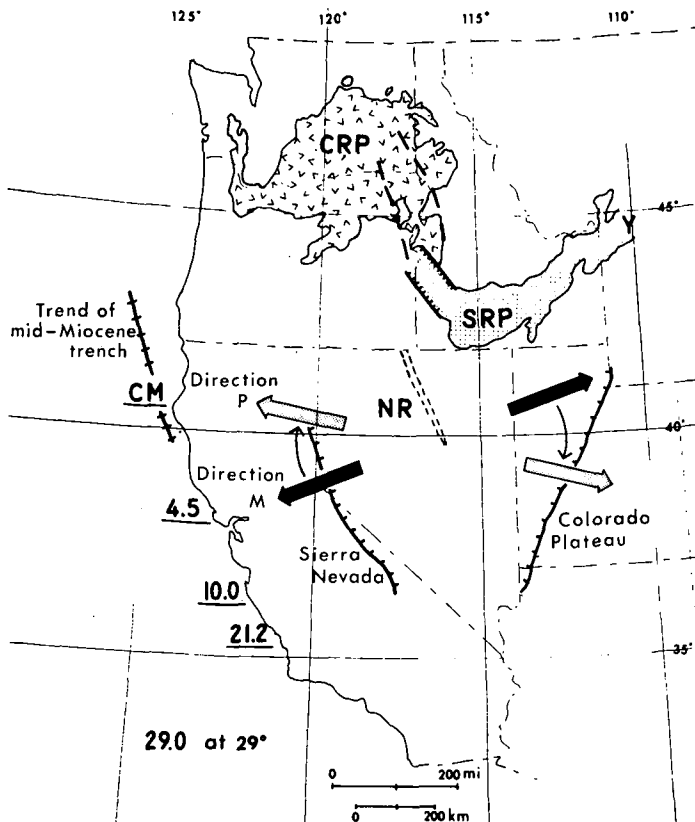 125°
120°
115°
110°
CRP
45°
SRP
Trend of
mid-Miocene
trench
CM
Direction
P
NR
40°
Direction
M
4.5
Sierra
Nevada
Colorado
Plateau
10.0
21.2
35°
29.0 at 29°
0 200 mi
0 200 km